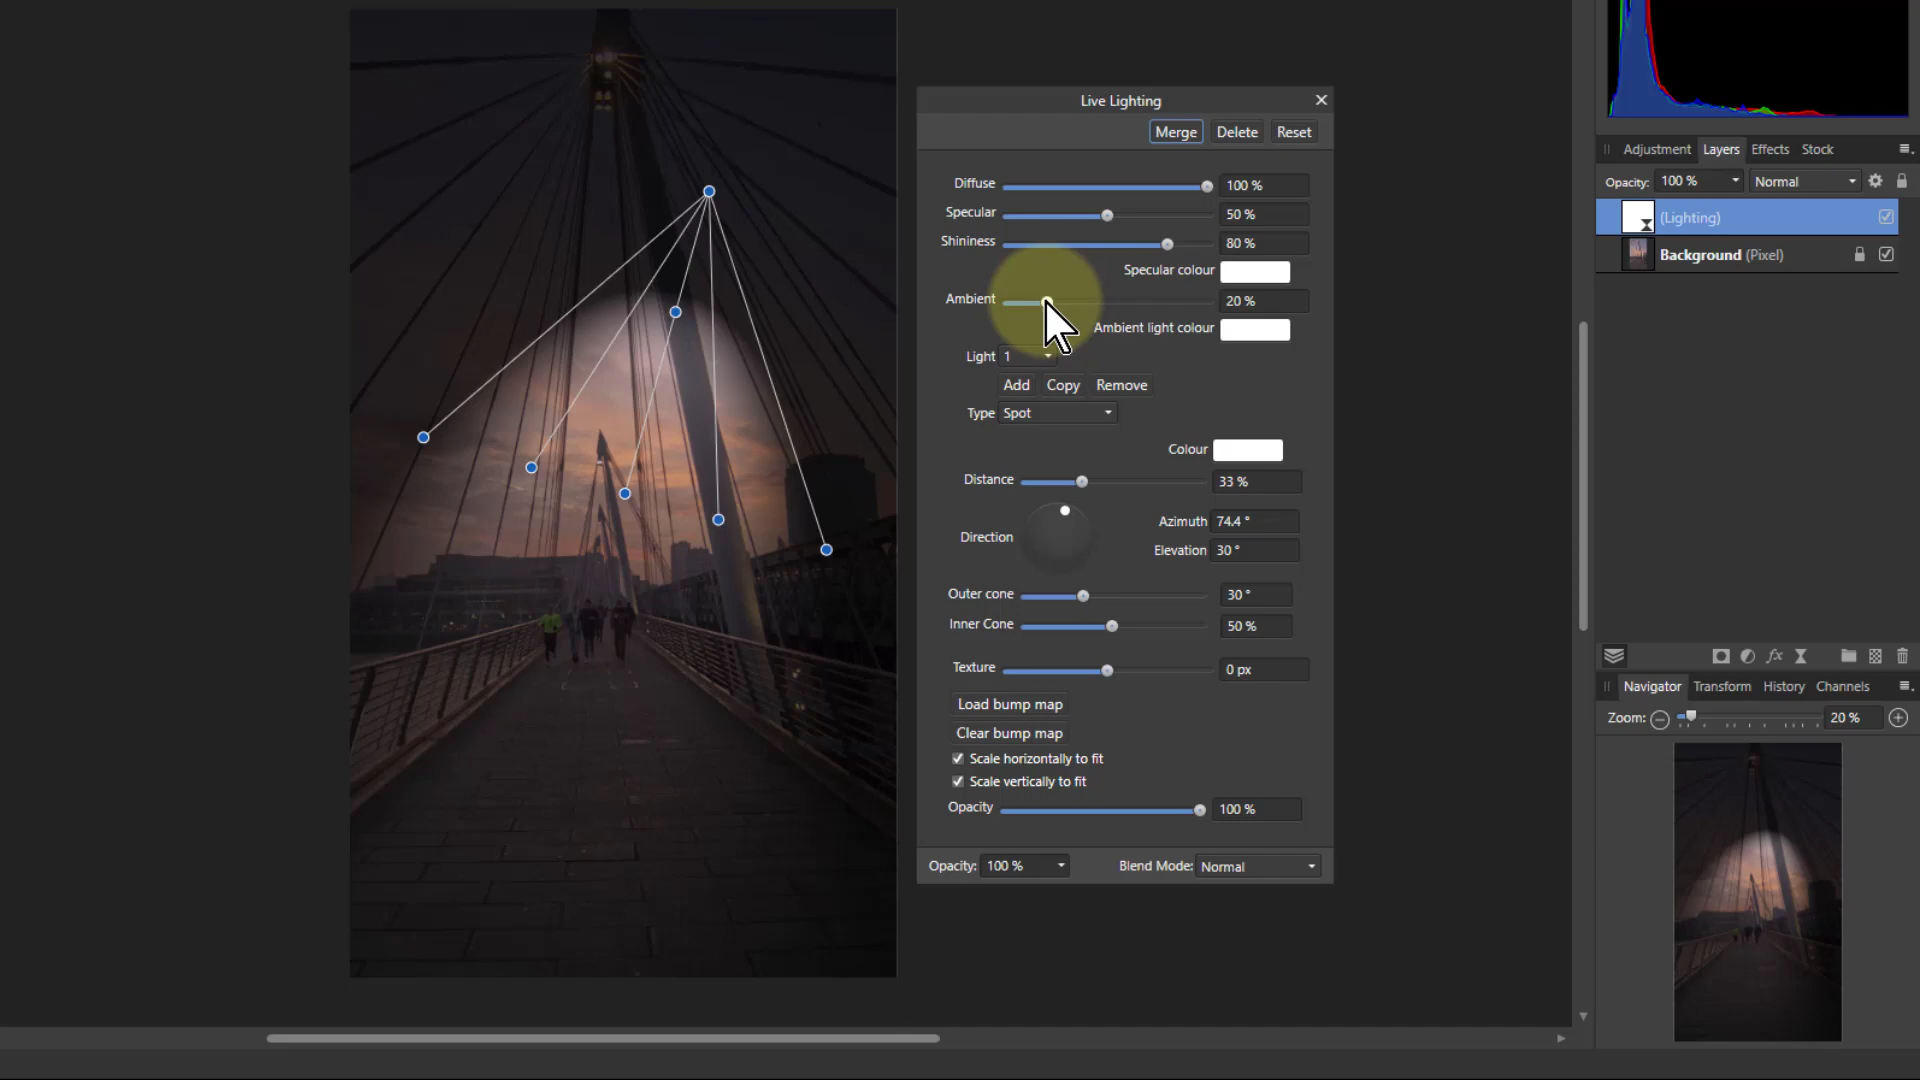 Live Lighting
Merge Delete Reset
Diffuse 100 %
Specular 50 %
Shininess 80 %
Specular colour
Ambient 20 %
Ambient light colour
Light 1
Add Copy Remove
Type Spot
Colour
Distance 33 %
Direction Azimuth 74.4 °
Elevation 30 °
Outer cone 30 °
Inner Cone 50 %
Texture 0 px
Load bump map
Clear bump map
Scale horizontally to fit
Scale vertically to fit
Opacity 100 %
Opacity: 100 % Blend Mode: Normal
Adjustment Layers Effects Stock
Opacity: 100 % Normal
(Lighting)
Background (Pixel)
fx
Navigator Transform History Channels
Zoom: 20 %